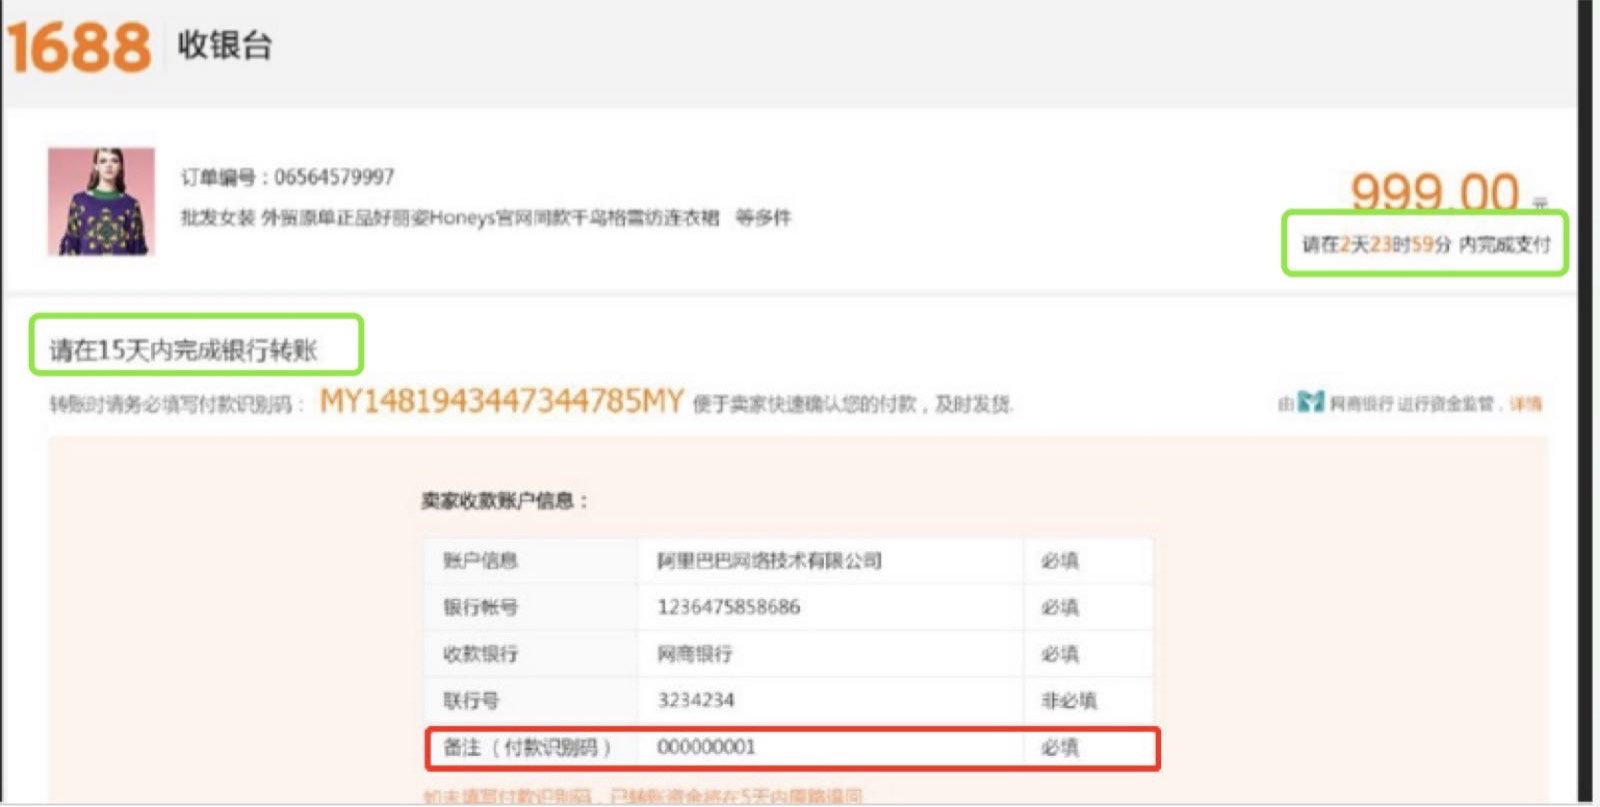 1688 收银台
订单编号：06564579997
批发女装 外贸原单正品好丽姿Honeys官网同款千鸟格雪纺连衣裙 等多件
999.00 元
请在2天23时59分 内完成支付
请在15天内完成银行转账
转账时请务必填写付款识别码： MY1481943447344785MY 便于卖家快速确认您的付款，及时发货.
由 网商银行 进行资金监管，详情
卖家收款账户信息：
账户信息 阿里巴巴网络技术有限公司 必填
银行帐号 1236475858686 必填
收款银行 网商银行 必填
联行号 3234234 非必填
备注（付款识别码） 000000001 必填
如未填写付款识别码，已转账资金将在5天内原路退回